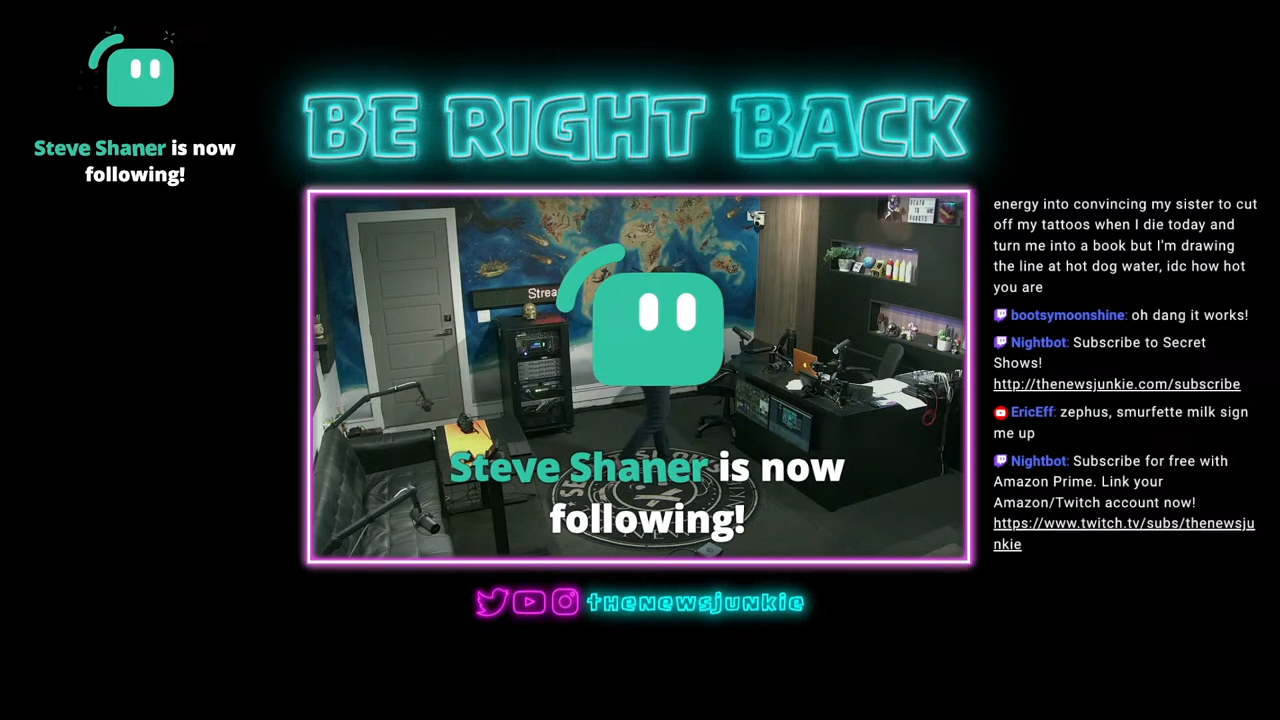 BE RIGHT BACK
Steve Shaner is now
following!
DEATH
TO
ROBOTS
Strea
Steve Shaner is now
following!
energy into convincing my sister to cut
off my tattoos when I die today and
turn me into a book but I'm drawing
the line at hot dog water, idc how hot
you are
bootsymoonshine: oh dang it works!
Nightbot: Subscribe to Secret
Shows!
http://thenewsjunkie.com/subscribe
EricEff: zephus, smurfette milk sign
me up
Nightbot: Subscribe for free with
Amazon Prime. Link your
Amazon/Twitch account now!
https://www.twitch.tv/subs/thenewsju
nkie
thenewsjunkie